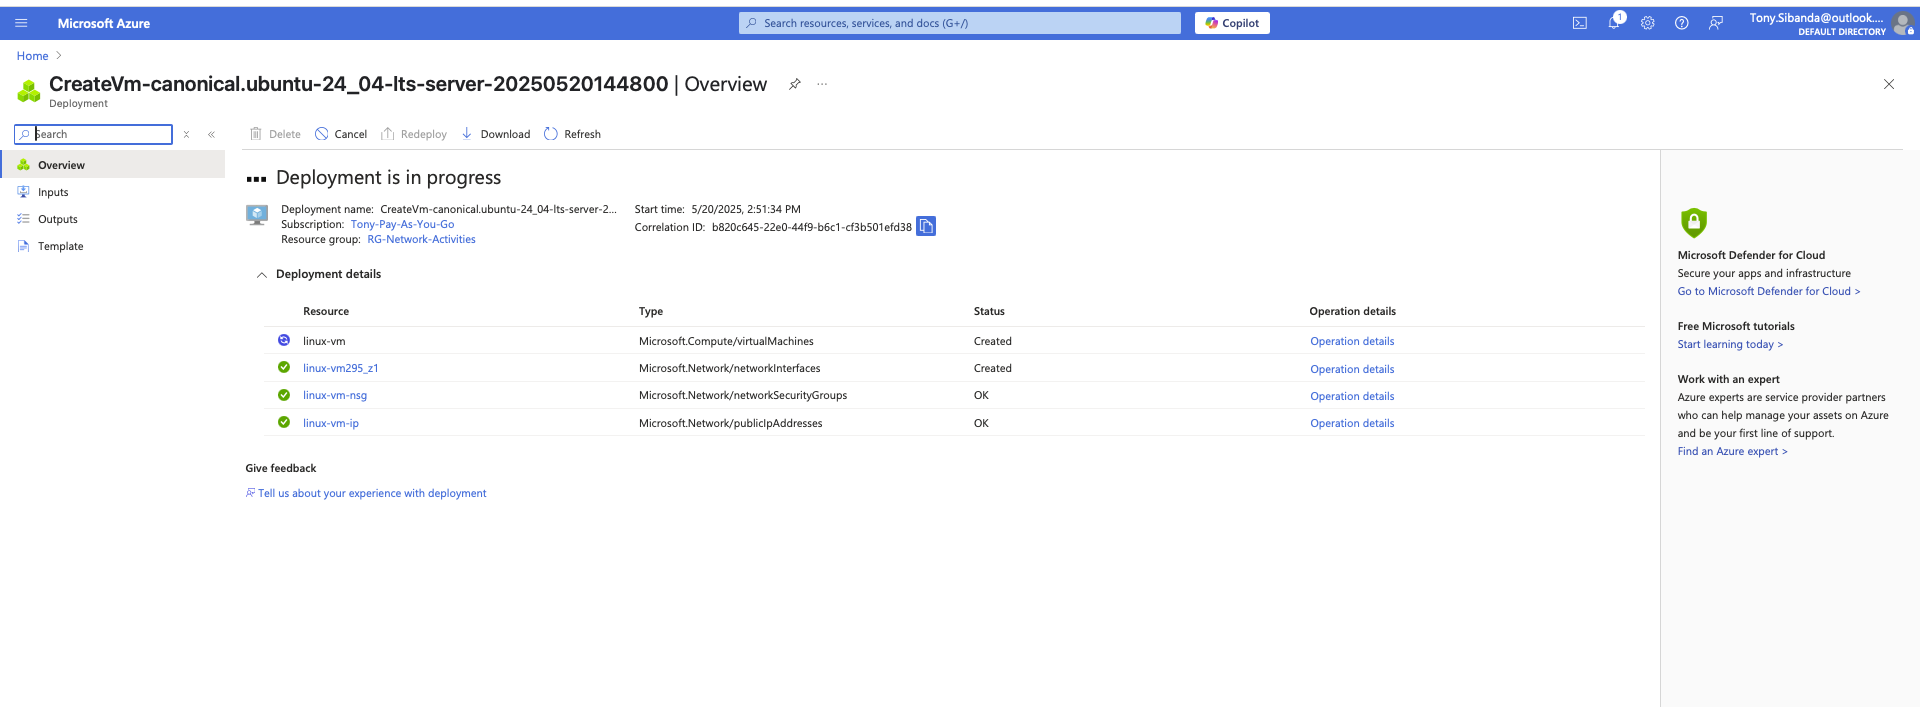 Microsoft Azure
Search resources, services, and docs (G+/)
Copilot
1
Tony.Sibanda@outlook....
DEFAULT DIRECTORY
Home >
CreateVm-canonical.ubuntu-24_04-lts-server-20250520144800 | Overview
...
Deployment
Search
Delete
Cancel
Redeploy
Download
Refresh
Overview
Inputs
Outputs
Template
Deployment is in progress
Deployment name: CreateVm-canonical.ubuntu-24_04-lts-server-2...
Subscription: Tony-Pay-As-You-Go
Resource group: RG-Network-Activities
Start time: 5/20/2025, 2:51:34 PM
Correlation ID: b820c645-22e0-44f9-b6c1-cf3b501efd38
Deployment details
Resource Type Status Operation details
linux-vm Microsoft.Compute/virtualMachines Created Operation details
linux-vm295_z1 Microsoft.Network/networkInterfaces Created Operation details
linux-vm-nsg Microsoft.Network/networkSecurityGroups OK Operation details
linux-vm-ip Microsoft.Network/publicIpAddresses OK Operation details
Give feedback
Tell us about your experience with deployment
Microsoft Defender for Cloud
Secure your apps and infrastructure
Go to Microsoft Defender for Cloud >
Free Microsoft tutorials
Start learning today >
Work with an expert
Azure experts are service provider partners
who can help manage your assets on Azure
and be your first line of support.
Find an Azure expert >